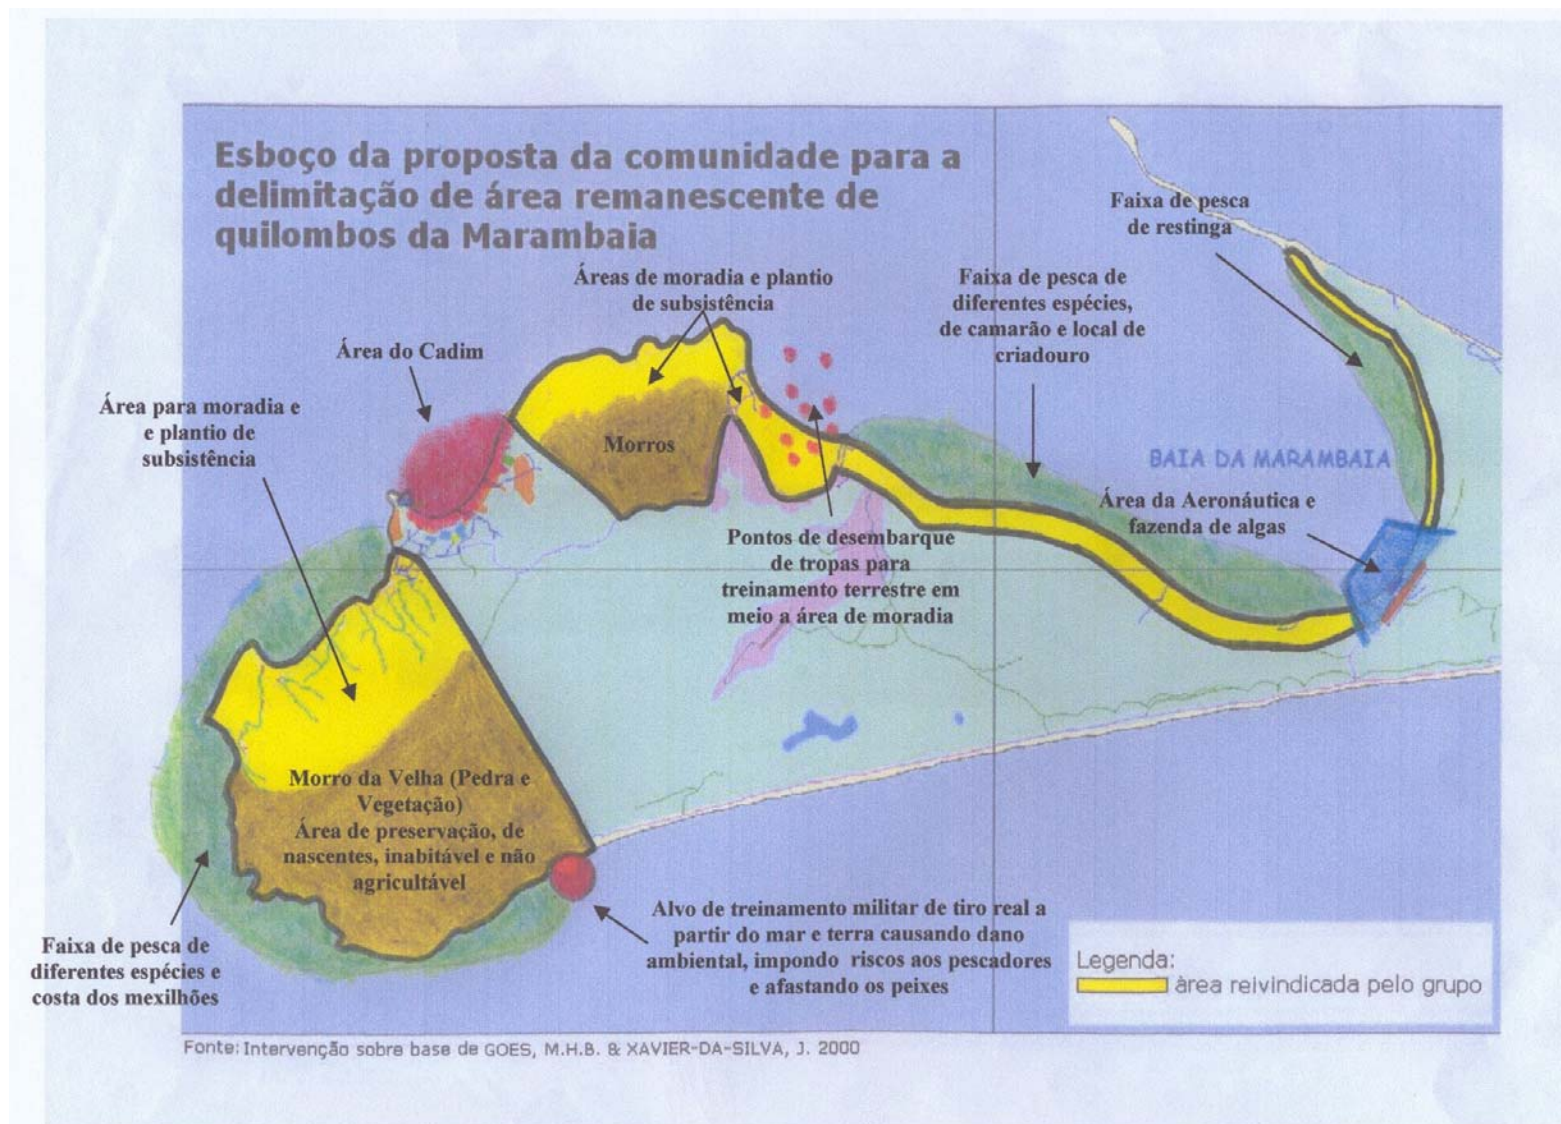 Esboço da proposta da comunidade para a
delimitação de área remanescente de
quilombos da Marambaia
Faixa de pesca
de restinga
Áreas de moradia e plantio
de subsistência
Faixa de pesca de
diferentes espécies,
de camarão e local de
criadouro
Área do Cadim
Área para moradia e
e plantio de
subsistência
Morros
BAIA DA MARAMBAIA
Área da Aeronáutica e
fazenda de algas
Pontos de desembarque
de tropas para
treinamento terrestre em
meio a área de moradia
Morro da Velha (Pedra e
Vegetação)
Área de preservação, de
nascentes, inabitável e não
agricultável
Alvo de treinamento militar de tiro real a
partir do mar e terra causando dano
ambiental, impondo riscos aos pescadores
e afastando os peixes
Faixa de pesca de
diferentes espécies e
costa dos mexilhões
Legenda:
àrea reivindicada pelo grupo
Fonte: Intervenção sobre base de GOES, M.H.B. & XAVIER-DA-SILVA, J. 2000